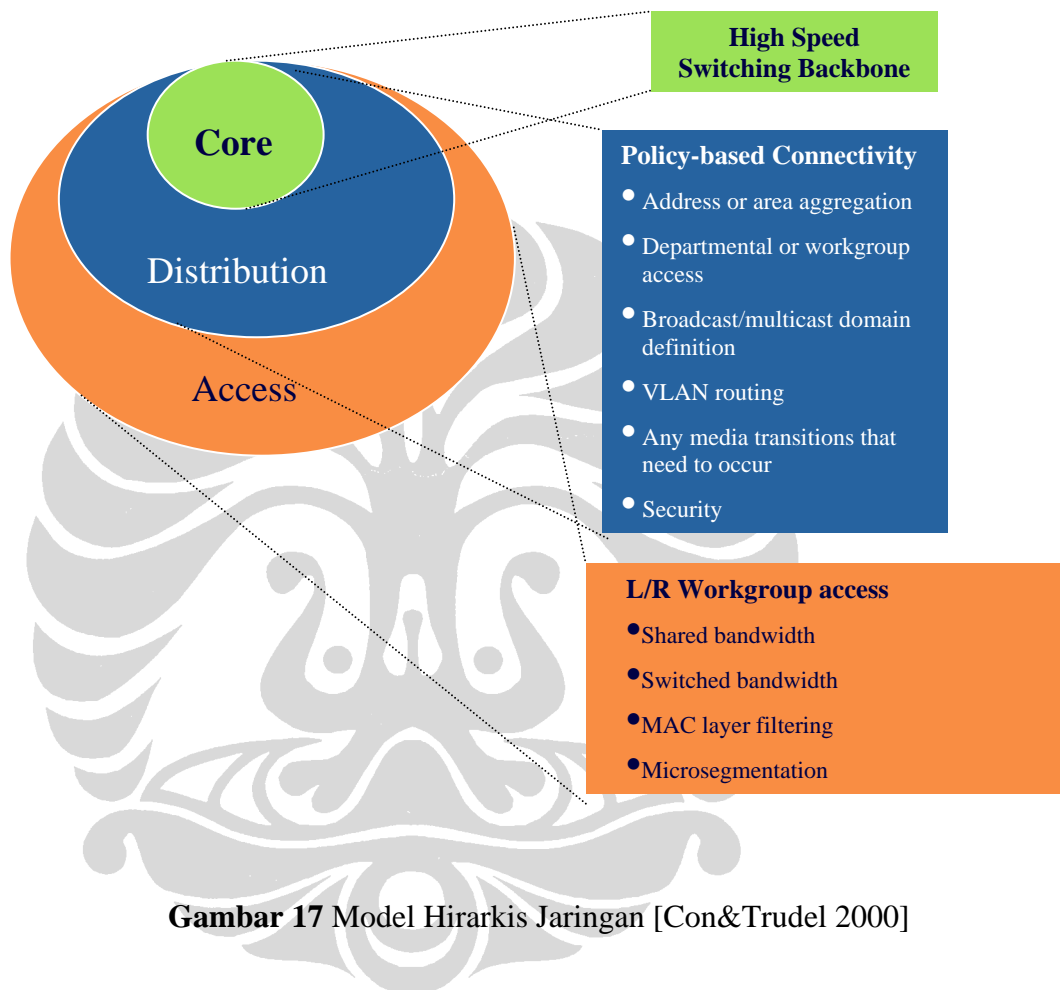 High Speed
Switching Backbone
Core
Distribution
Access
Policy-based Connectivity
• Address or area aggregation
• Departmental or workgroup
access
• Broadcast/multicast domain
definition
• VLAN routing
• Any media transitions that
need to occur
• Security
L/R Workgroup access
•Shared bandwidth
•Switched bandwidth
•MAC layer filtering
•Microsegmentation
Gambar 17 Model Hirarkis Jaringan [Con&Trudel 2000]